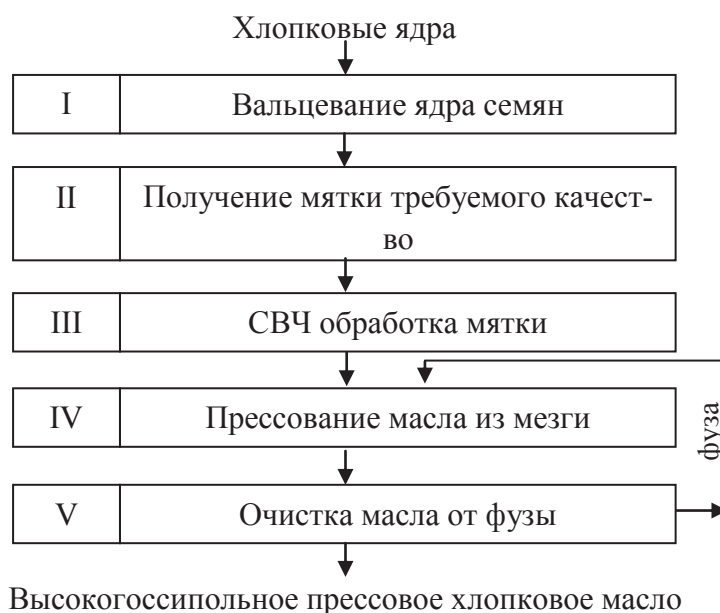 Хлопковые ядра
I Вальцевание ядра семян
II Получение мятки требуемого качест-
во
III СВЧ обработка мятки
IV Прессование масла из мезги
фуза
V Очистка масла от фузы
Высокогоссипольное прессовое хлопковое масло